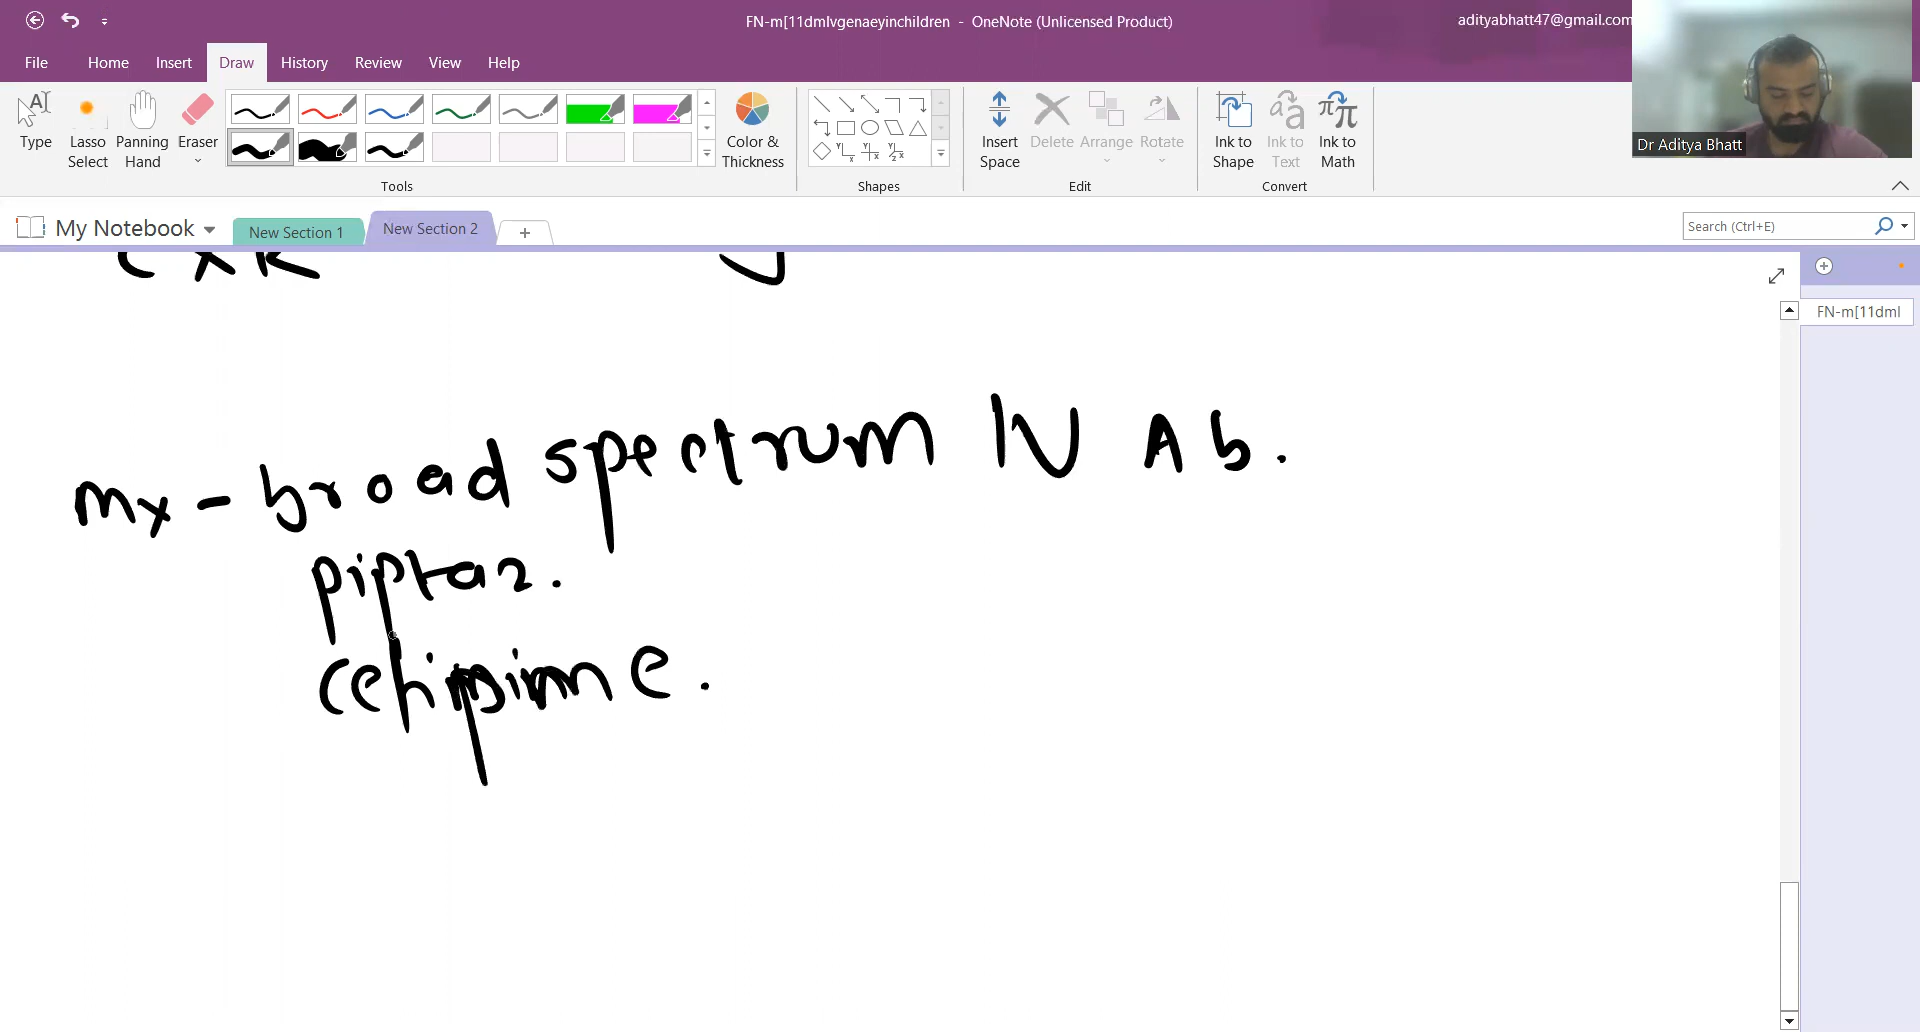 FN-m[11dmlvgenaeyinchildren - OneNote (Unlicensed Product)
adityabhatt47@gmail.com
File Home Insert Draw History Review View Help
Type Lasso Select Panning Hand Eraser
Color & Thickness
Insert Space Delete Arrange Rotate
Ink to Shape Ink to Text Ink to Math
Dr Aditya Bhatt
Tools Shapes Edit Convert
My Notebook New Section 1 New Section 2
Search (Ctrl+E)
FN-m[11dml
CXR
mx - broad spectrum IV Ab.
piptaz.
cefipime.